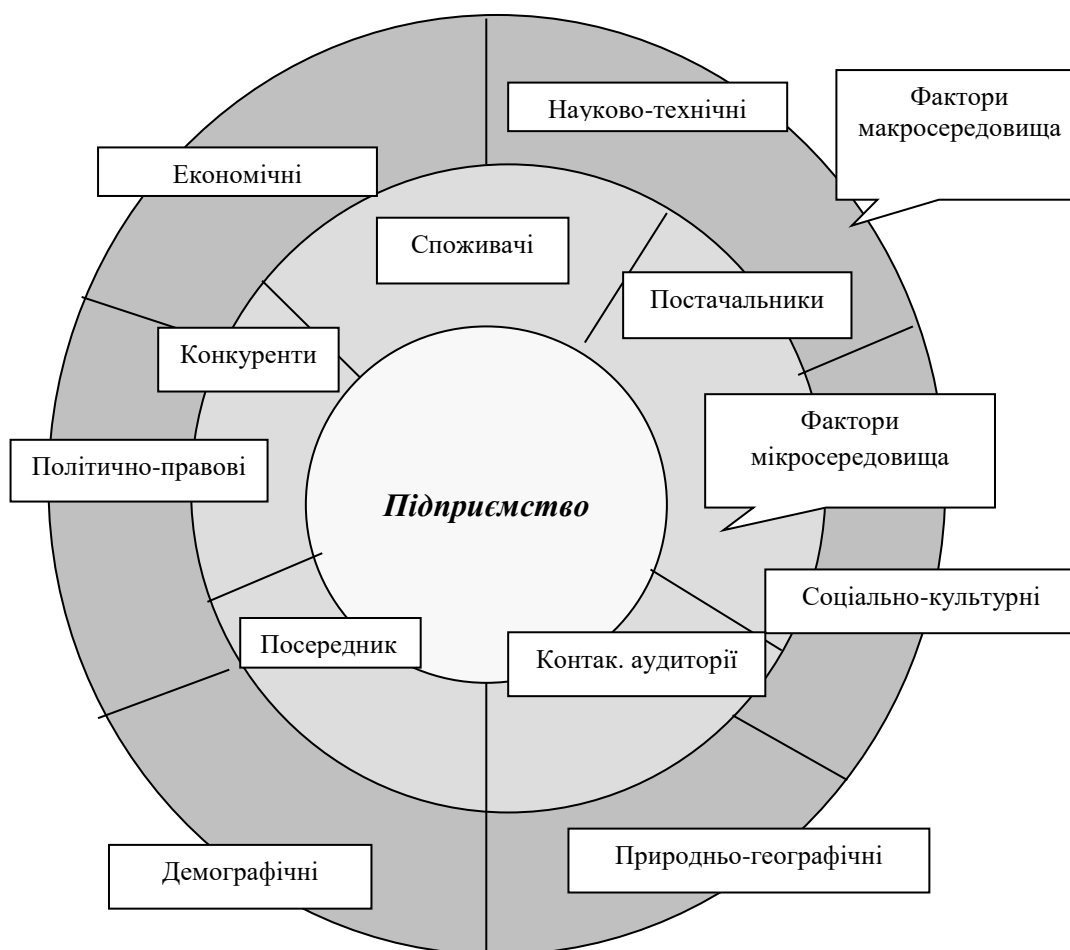 Науково-технічні
Фактори
макросередовища
Економічні
Споживачі
Постачальники
Конкуренти
Фактори
мікросередовища
Політично-правові
Підприємство
Соціально-культурні
Посередник
Контак. аудиторії
Природньо-географічні
Демографічні